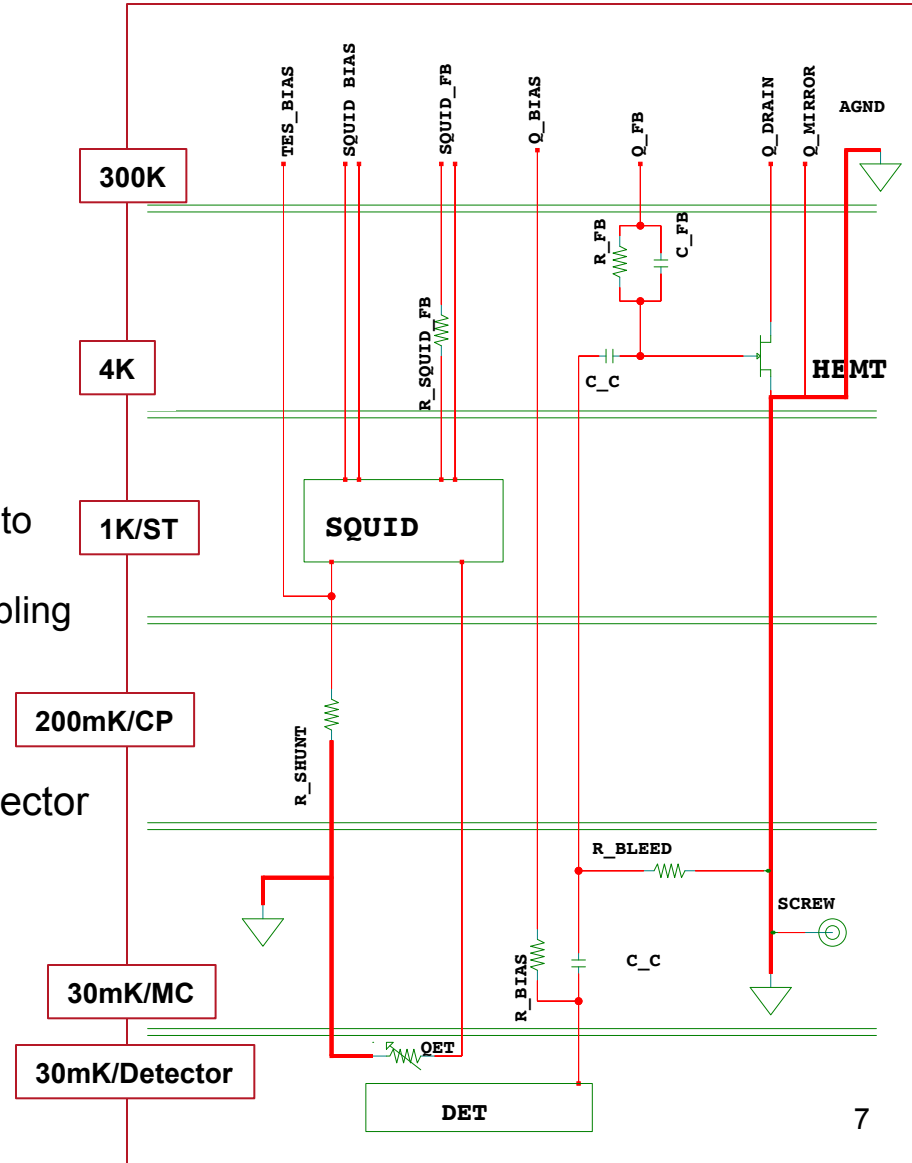 TES_BIAS
SQUID BIAS
SQUID_FB
Q_BIAS
Q_FB
Q_DRAIN
Q_MIRROR
AGND
300K
R_FB
C_FB
R_SQUID_FB
4K
C_C
HEMT
to
1K/ST
SQUID
pling
200mK/CP
R_SHUNT
ector
R_BLEED
SCREW
R_BIAS
C_C
30mK/MC
QET
30mK/Detector
DET
7